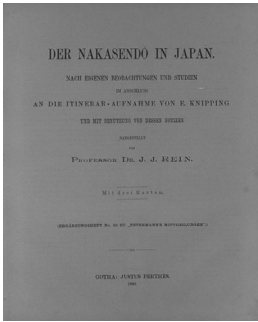 DER NAKASENDO IN JAPAN.
NACH EIGENEN BEOBACHTUNGEN UND STUDIEN
IM ANSCHLUSS
AN DIE ITINERAR-AUFNAHME VON E. KNIPPING
UND MIT BENUTZUNG VON DESSEN NOTIZEN
DARGESTELLT
VON
PROFESSOR DR. J. J. REIN.
Mit drei Karten.
(ERGÄNZUNGSHEFT No. 59 ZU „PETERMANN'S MITTHEILUNGEN“.)
GOTHA: JUSTUS PERTHES.
1880.